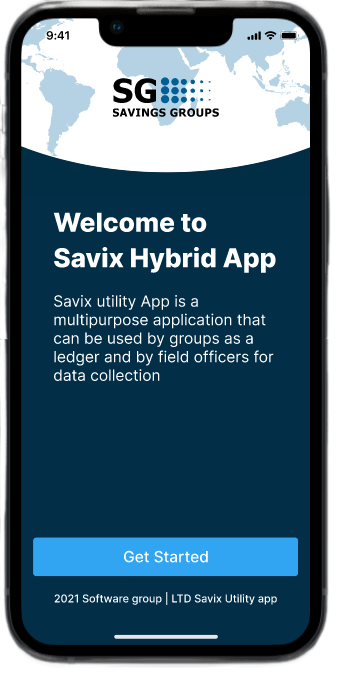 9:41
SG
SAVINGS GROUPS
Welcome to
Savix Hybrid App
Savix utility App is a
multipurpose application that
can be used by groups as a
ledger and by field officers for
data collection
Get Started
2021 Software group | LTD Savix Utility app